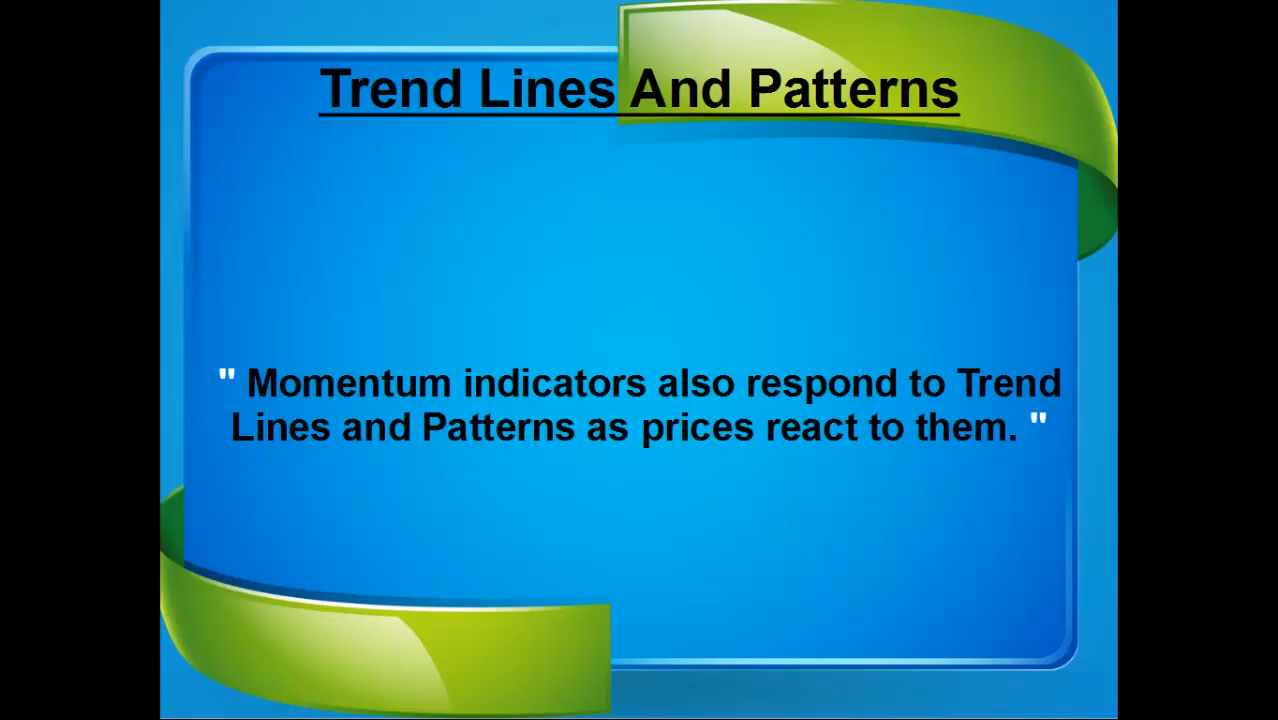 Trend Lines And Patterns
" Momentum indicators also respond to Trend
Lines and Patterns as prices react to them. "